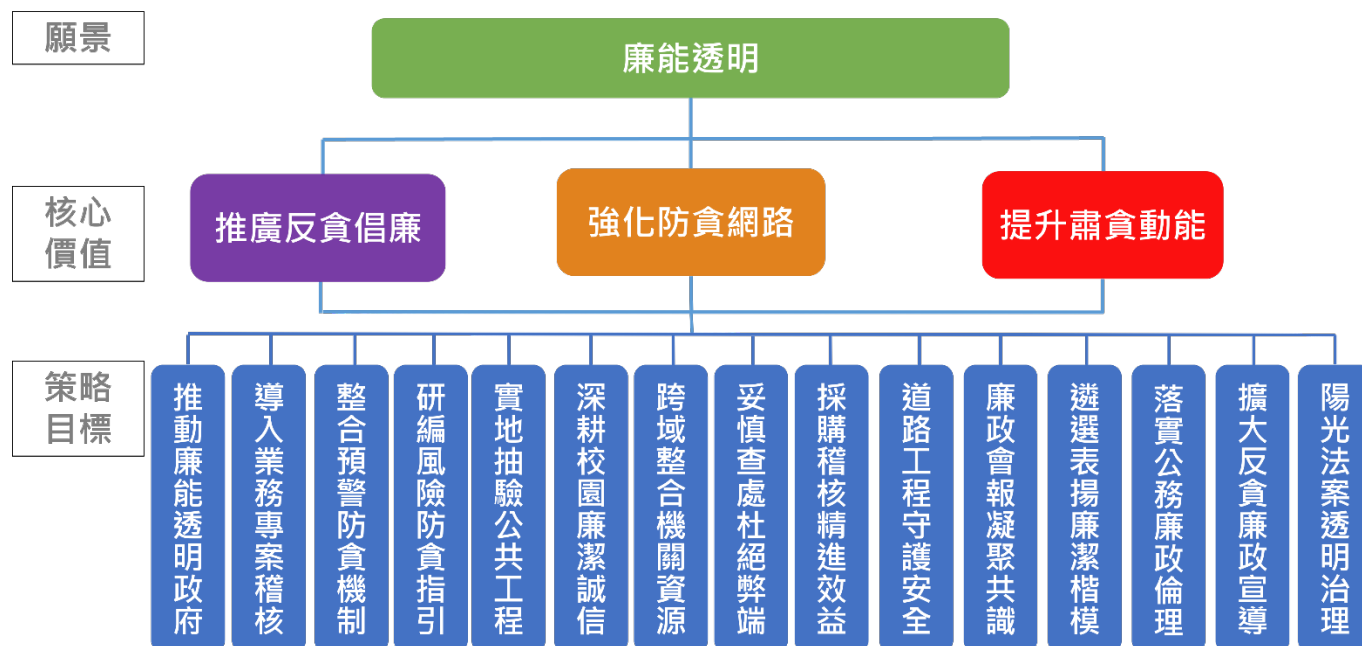 願景
廉能透明
核心
價值
推廣反貪倡廉
強化防貪網路
提升肅貪動能
策略
目標
推動廉能透明政府
導入業務專案稽核
整合預警防貪機制
研編風險防貪指引
實地抽驗公共工程
深耕校園廉潔誠信
跨域整合機關資源
妥慎查處杜絕弊端
採購稽核精進效益
道路工程守護安全
廉政會報凝聚共識
遴選表揚廉潔楷模
落實公務廉政倫理
擴大反貪廉政宣導
陽光法案透明治理